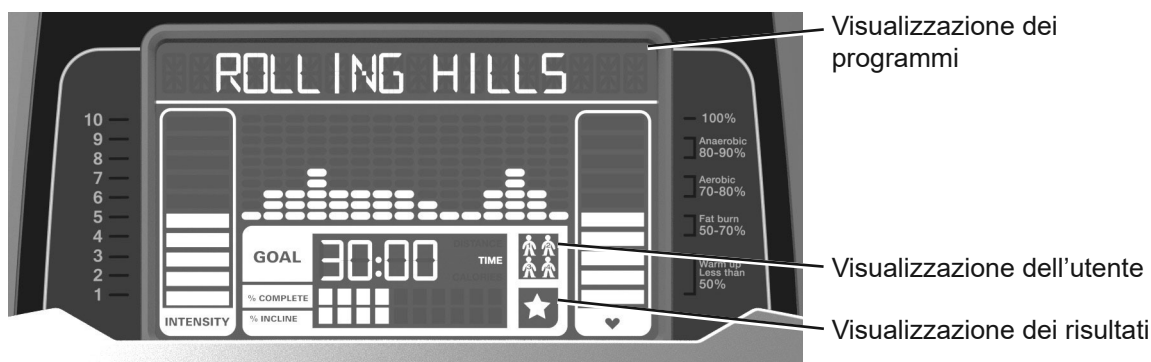 Visualizzazione dei
programmi
ROLLING HILLS
10
9
8
7
6
5
4
3
2
1
INTENSITY
GOAL
30:00
DISTANCE
TIME
CALORIES
% COMPLETE
% INCLINE
100%
Anaerobic
80-90%
Aerobic
70-80%
Fat burn
50-70%
Warm up
Less than
50%
Visualizzazione dell'utente
Visualizzazione dei risultati